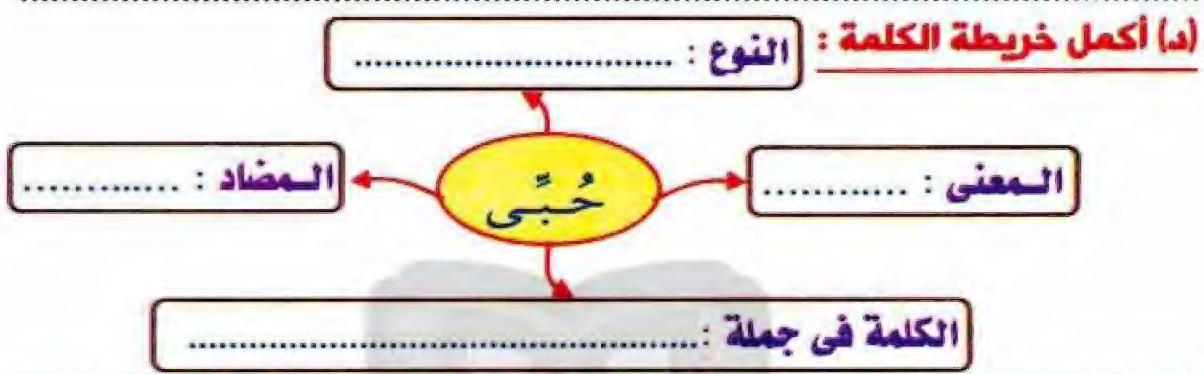 (د) أكمل خريطة الكلمة :
النوع : ................................
المعنى : ............
حُبِّى
المضاد : ............
الكلمة فى جملة : ................................................